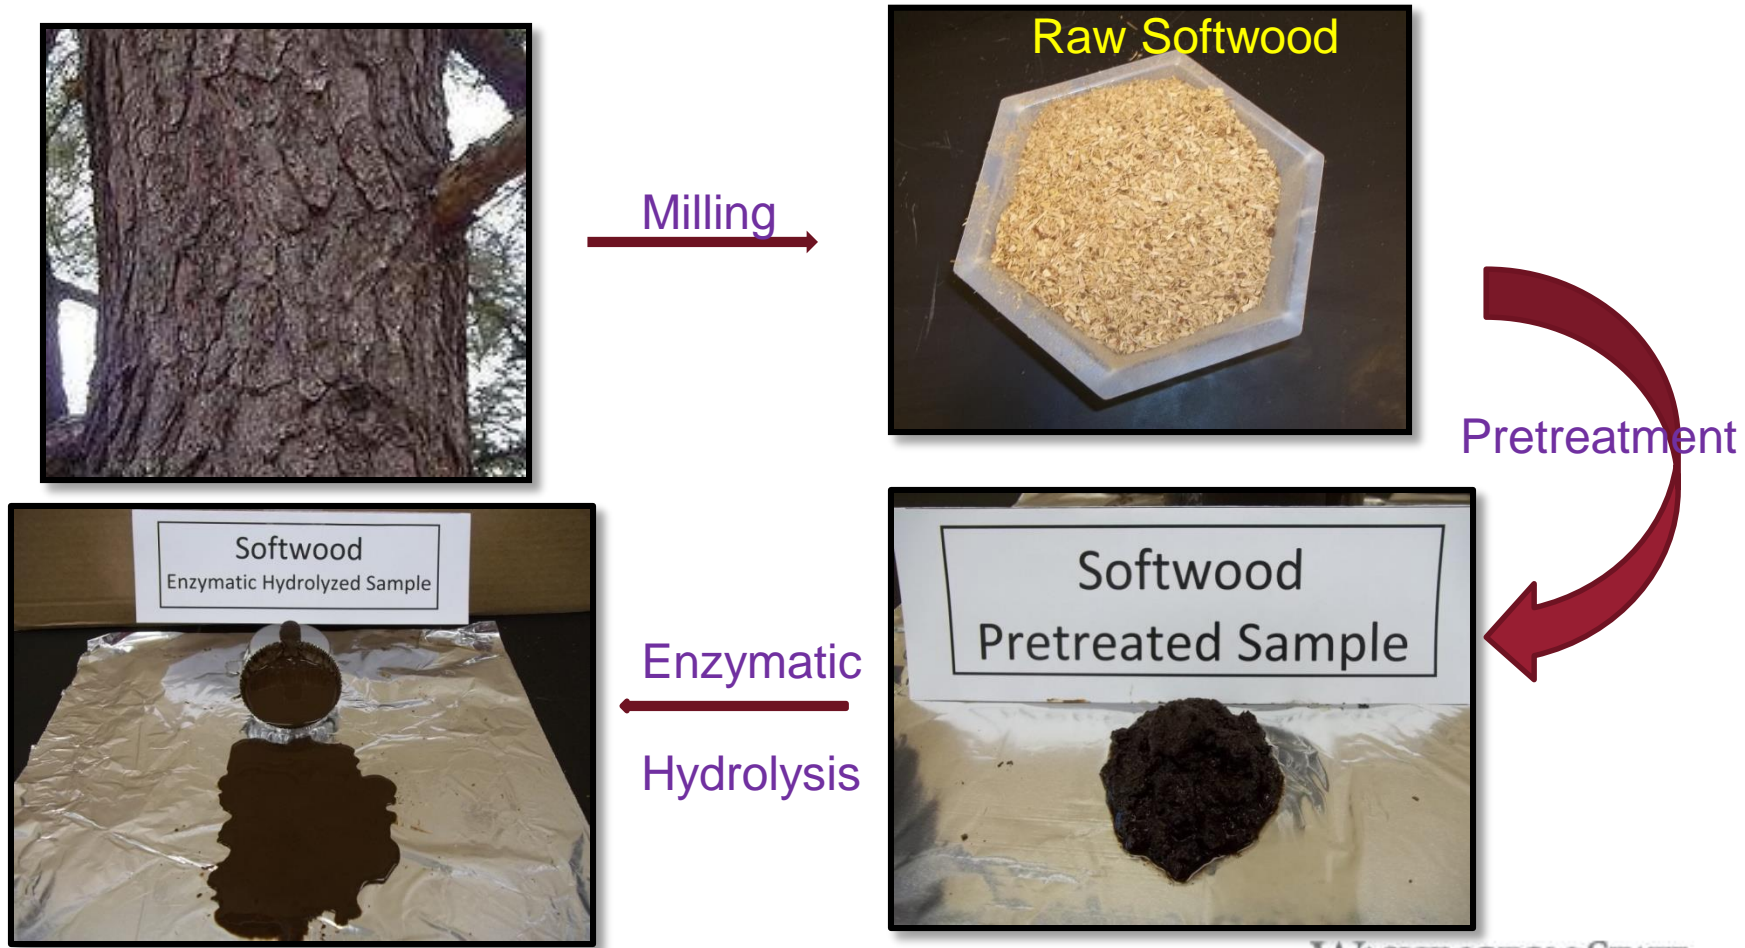 Raw Softwood
Milling
Pretreatment
Softwood
Pretreated Sample
Enzymatic
Hydrolysis
Softwood
Enzymatic Hydrolyzed Sample